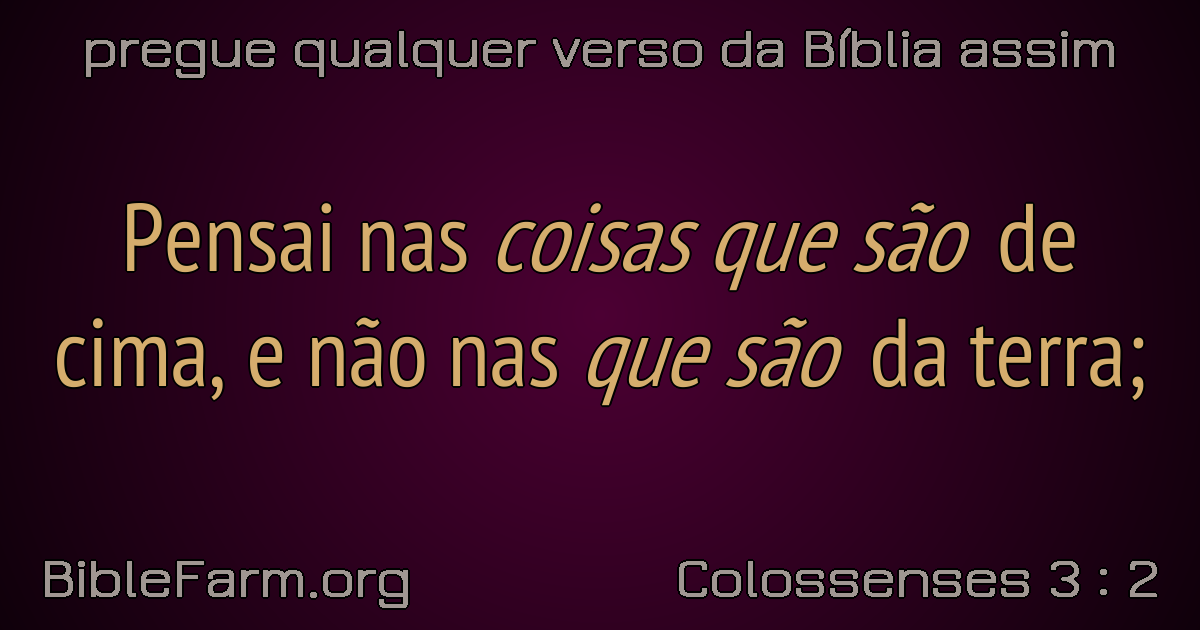 pregue qualquer verso da Bíblia assim
Pensai nas coisas que são de
cima, e não nas que são da terra;
BibleFarm.org
Colossenses 3 : 2